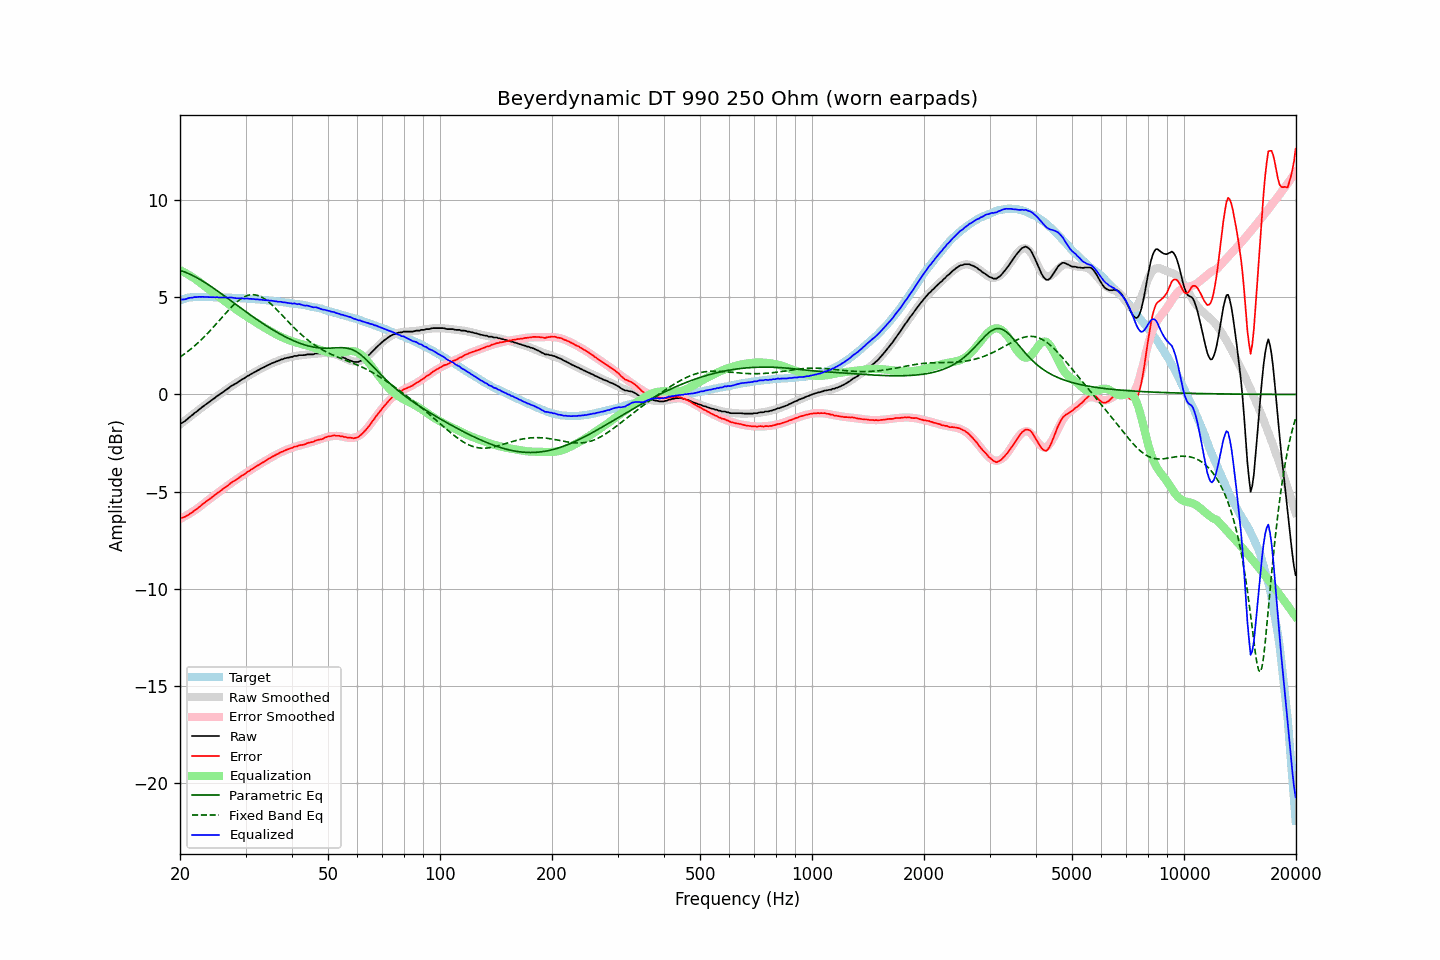 Beyerdynamic DT 990 250 Ohm (worn earpads)
10
5
0
−5
−10
−15
−20
Amplitude (dBr)
Target
Raw Smoothed
Error Smoothed
Raw
Error
Equalization
Parametric Eq
Fixed Band Eq
Equalized
20
50
100
200
500
1000
2000
5000
10000
20000
Frequency (Hz)